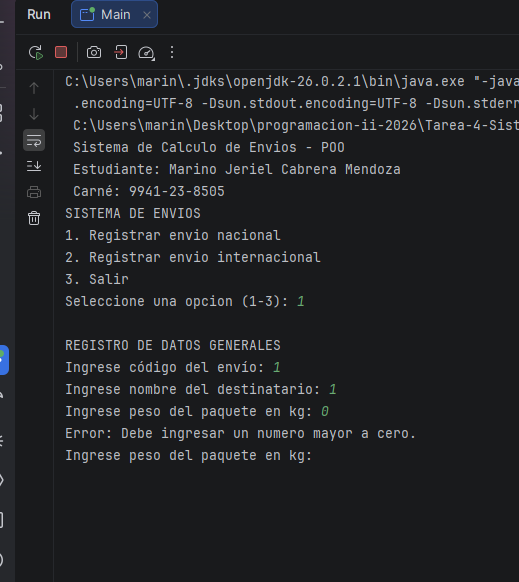 Run Main
C:\Users\marin\.jdks\openjdk-26.0.2.1\bin\java.exe "-java
.encoding=UTF-8 -Dsun.stdout.encoding=UTF-8 -Dsun.stderr
C:\Users\marin\Desktop\programacion-ii-2026\Tarea-4-Sist
Sistema de Calculo de Envios - POO
Estudiante: Marino Jeriel Cabrera Mendoza
Carné: 9941-23-8505
SISTEMA DE ENVIOS
1. Registrar envio nacional
2. Registrar envio internacional
3. Salir
Seleccione una opcion (1-3): 1
REGISTRO DE DATOS GENERALES
Ingrese código del envío: 1
Ingrese nombre del destinatario: 1
Ingrese peso del paquete en kg: 0
Error: Debe ingresar un numero mayor a cero.
Ingrese peso del paquete en kg: